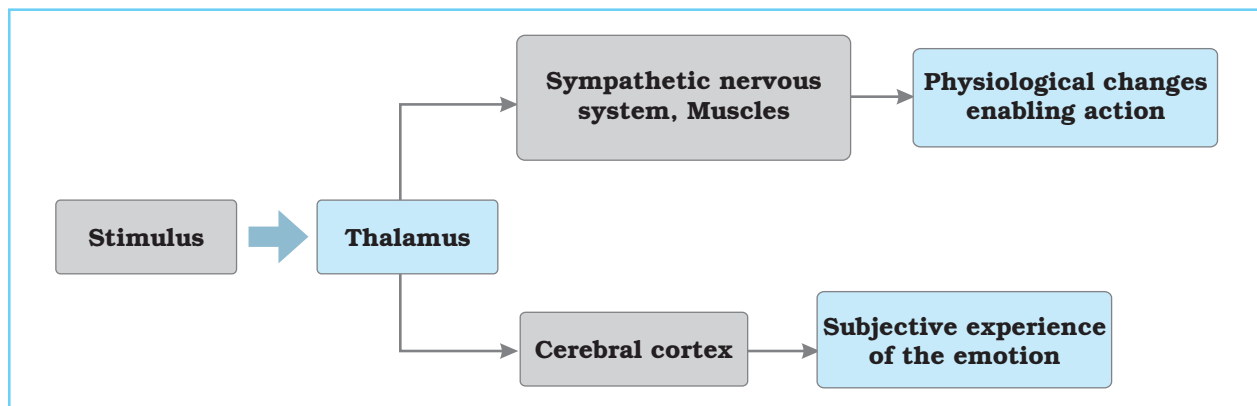 Sympathetic nervous
system, Muscles
Physiological changes
enabling action
Stimulus
Thalamus
Cerebral cortex
Subjective experience
of the emotion